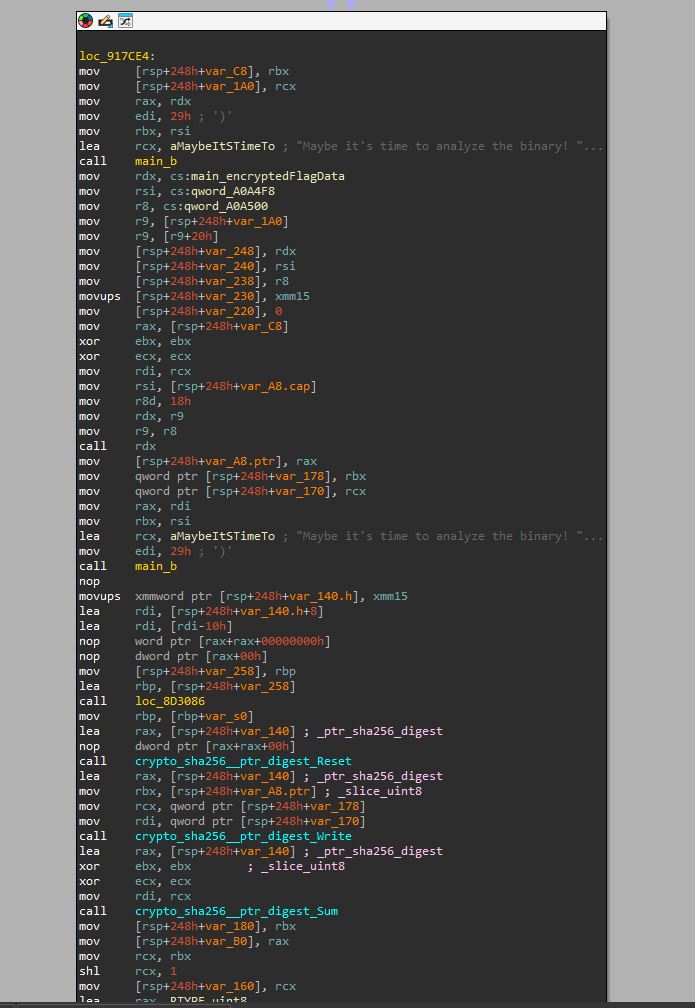 loc_917CE4:
mov [rsp+248h+var_C8], rbx
mov [rsp+248h+var_1A0], rcx
mov rax, rdx
mov edi, 29h ; ')'
mov rbx, rsi
lea rcx, aMaybeItSTimeTo ; "Maybe it's time to analyze the binary! "...
call main_b
mov rdx, cs:main_encryptedFlagData
mov rsi, cs:qword_A0A4F8
mov r8, cs:qword_A0A500
mov r9, [rsp+248h+var_1A0]
mov r9, [r9+20h]
mov [rsp+248h+var_248], rdx
mov [rsp+248h+var_240], rsi
mov [rsp+248h+var_238], r8
movups [rsp+248h+var_230], xmm15
mov [rsp+248h+var_220], 0
mov rax, [rsp+248h+var_C8]
xor ebx, ebx
xor ecx, ecx
mov rdi, rcx
mov rsi, [rsp+248h+var_A8.cap]
mov r8d, 18h
mov rdx, r9
mov r9, r8
call rdx
mov [rsp+248h+var_A8.ptr], rax
mov qword ptr [rsp+248h+var_178], rbx
mov qword ptr [rsp+248h+var_170], rcx
mov rax, rdi
mov rbx, rsi
lea rcx, aMaybeItSTimeTo ; "Maybe it's time to analyze the binary! "...
mov edi, 29h ; ')'
call main_b
nop
movups xmmword ptr [rsp+248h+var_140.h], xmm15
lea rdi, [rsp+248h+var_140.h+8]
lea rdi, [rdi-10h]
nop word ptr [rax+rax+00000000h]
nop dword ptr [rax+00h]
mov [rsp+248h+var_258], rbp
lea rbp, [rsp+248h+var_258]
call loc_8D3086
mov rbp, [rbp+var_s0]
lea rax, [rsp+248h+var_140] ; _ptr_sha256_digest
nop dword ptr [rax+rax+00h]
call crypto_sha256__ptr_digest_Reset
lea rax, [rsp+248h+var_140] ; _ptr_sha256_digest
mov rbx, [rsp+248h+var_A8.ptr] ; _slice_uint8
mov rcx, qword ptr [rsp+248h+var_178]
mov rdi, qword ptr [rsp+248h+var_170]
call crypto_sha256__ptr_digest_Write
lea rax, [rsp+248h+var_140] ; _ptr_sha256_digest
xor ebx, ebx ; _slice_uint8
xor ecx, ecx
mov rdi, rcx
call crypto_sha256__ptr_digest_Sum
mov [rsp+248h+var_180], rbx
mov [rsp+248h+var_B0], rax
mov rcx, rbx
shl rcx, 1
mov [rsp+248h+var_160], rcx
lea rax, RTYPE_uint8